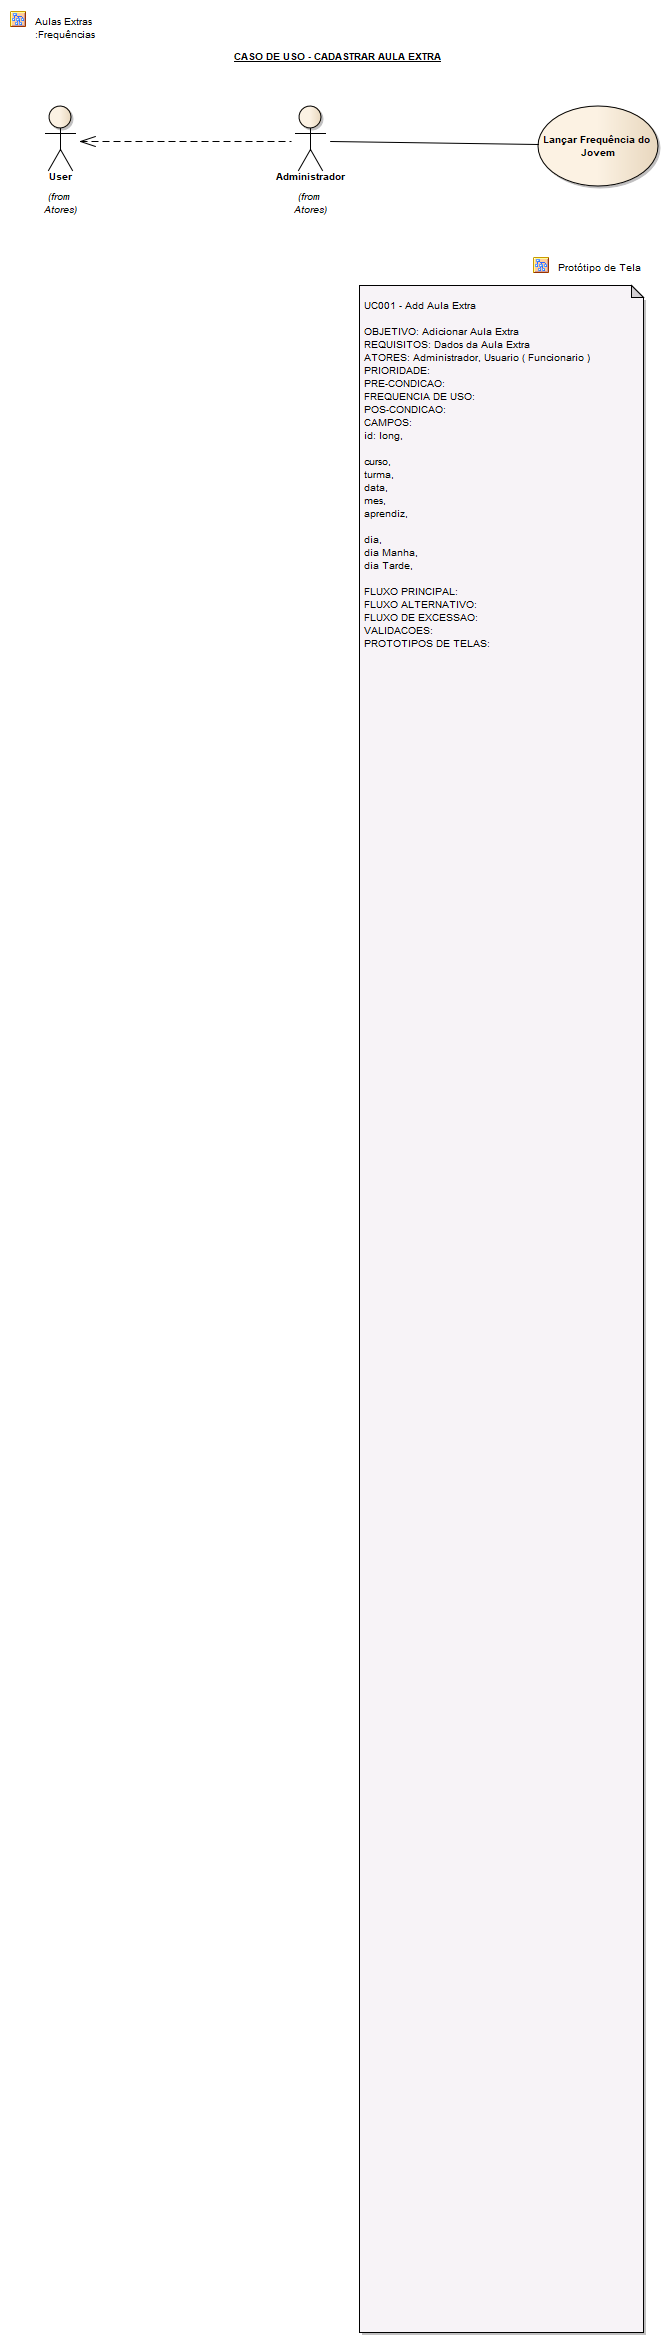 Aulas Extras
:Frequências
CASO DE USO - CADASTRAR AULA EXTRA
User
(from
Atores)
Administrador
(from
Atores)
Lançar Frequência do
Jovem
Protótipo de Tela
UC001 - Add Aula Extra
OBJETIVO: Adicionar Aula Extra
REQUISITOS: Dados da Aula Extra
ATORES: Administrador, Usuario ( Funcionario )
PRIORIDADE:
PRE-CONDICAO:
FREQUENCIA DE USO:
POS-CONDICAO:
CAMPOS:
id: long,
curso,
turma,
data,
mes,
aprendiz,
dia,
dia Manha,
dia Tarde,
FLUXO PRINCIPAL:
FLUXO ALTERNATIVO:
FLUXO DE EXCESSAO:
VALIDACOES:
PROTOTIPOS DE TELAS: